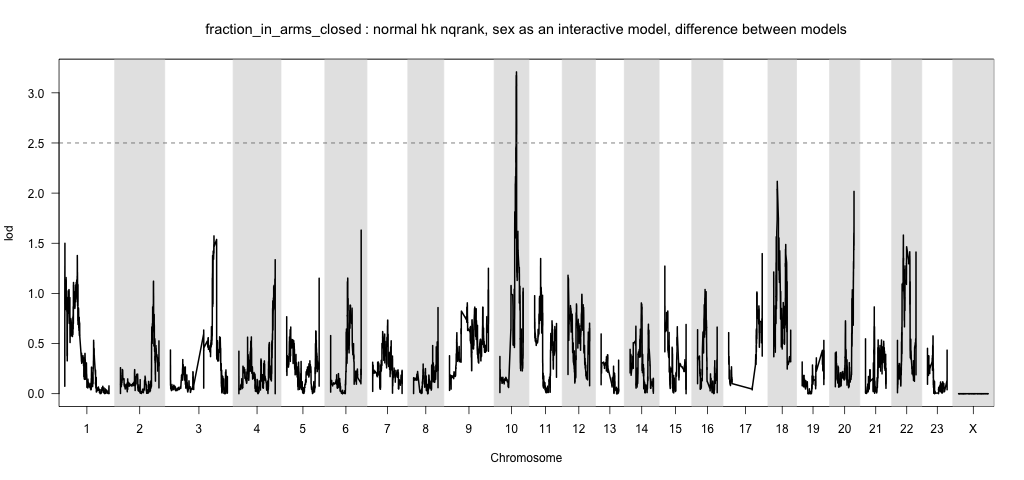 fraction_in_arms_closed : normal hk nqrank, sex as an interactive model, difference between models
3.0
2.5
2.0
1.5
1.0
0.5
0.0
lod
1 2 3 4 5 6 7 8 9 10 11 12 13 14 15 16 17 18 19 20 21 22 23 X
Chromosome